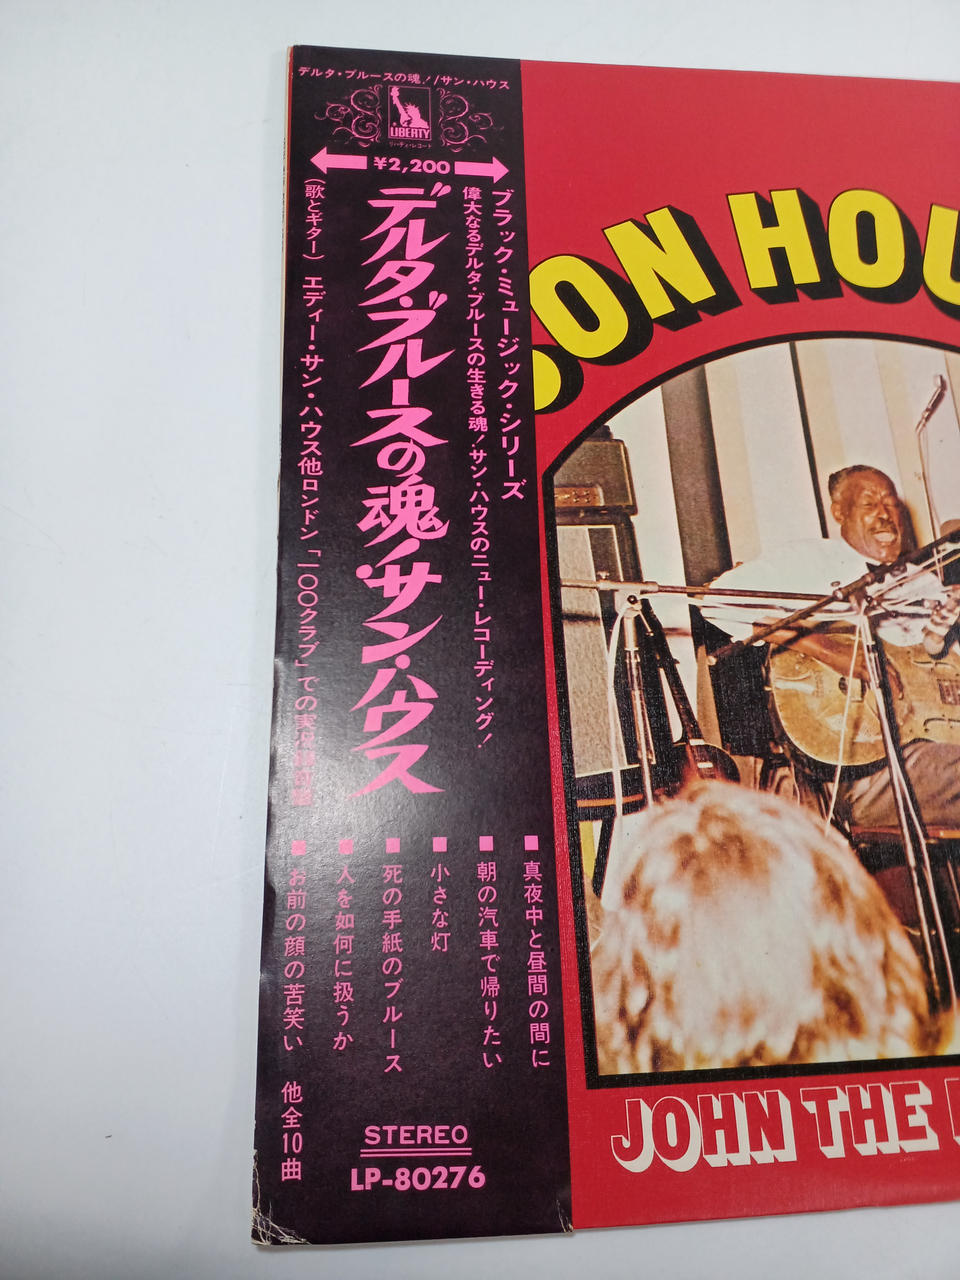 デルタ・ブルースの魂!/サン・ハウス
LIBERTY
リバティ・レコード
¥2,200
ブラック・ミュージック・シリーズ
偉大なるデルタ・ブルースの生きる魂!サン・ハウスのニュー・レコーディング!
デルタ・ブルースの魂!サン・ハウス
(歌とギター) エディー・サン・ハウス他ロンドン「一〇〇クラブ」での実況録音盤
■真夜中と昼間の間に
■朝の汽車で帰りたい
■小さな灯
■死の手紙のブルース
■人を如何に扱うか
■お前の顔の苦笑い 他全10曲
STEREO
LP-80276
SON HOU
JOHN THE